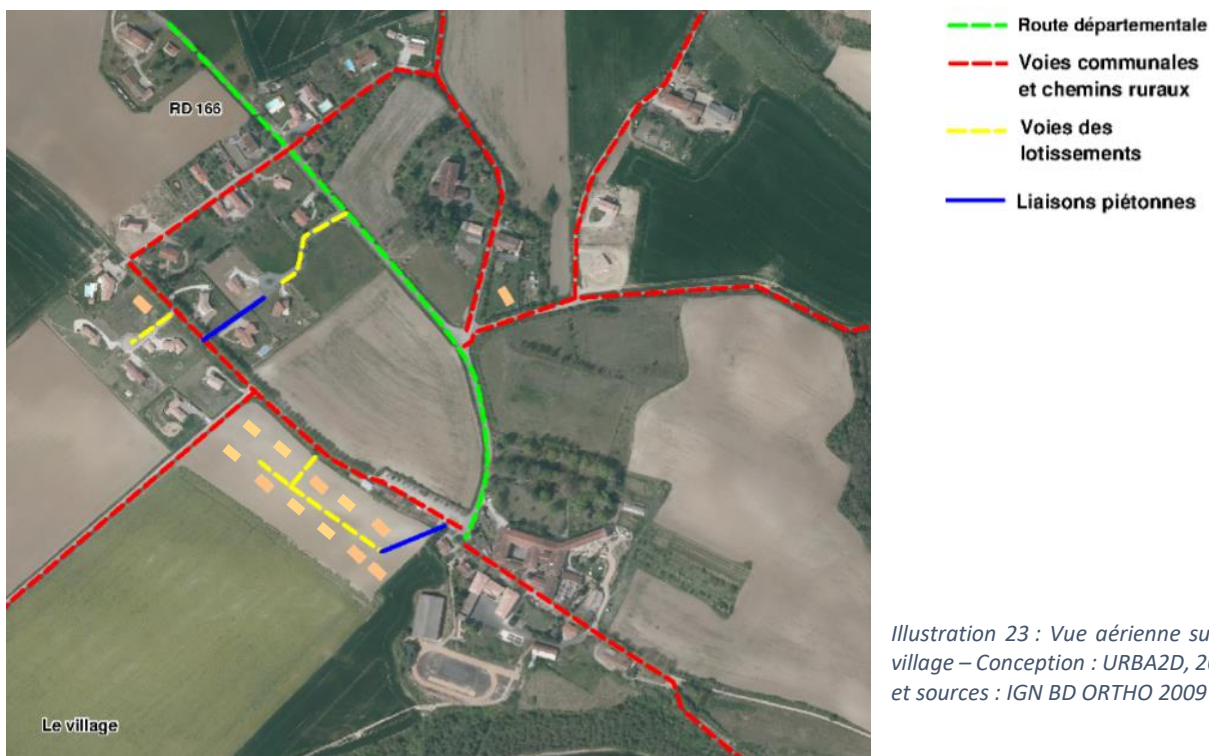 Route départementale
Voies communales
et chemins ruraux
Voies des
lotissements
Liaisons piétonnes
RD 166
Le village
Illustration 23 : Vue aérienne su
village – Conception : URBA2D, 20
et sources : IGN BD ORTHO 2009